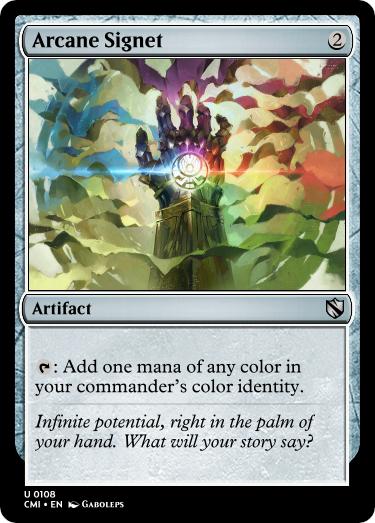 Arcane Signet 2
Artifact
: Add one mana of any color in
your commander's color identity.
Infinite potential, right in the palm of
your hand. What will your story say?
U 0108
CMI • EN Gaboleps